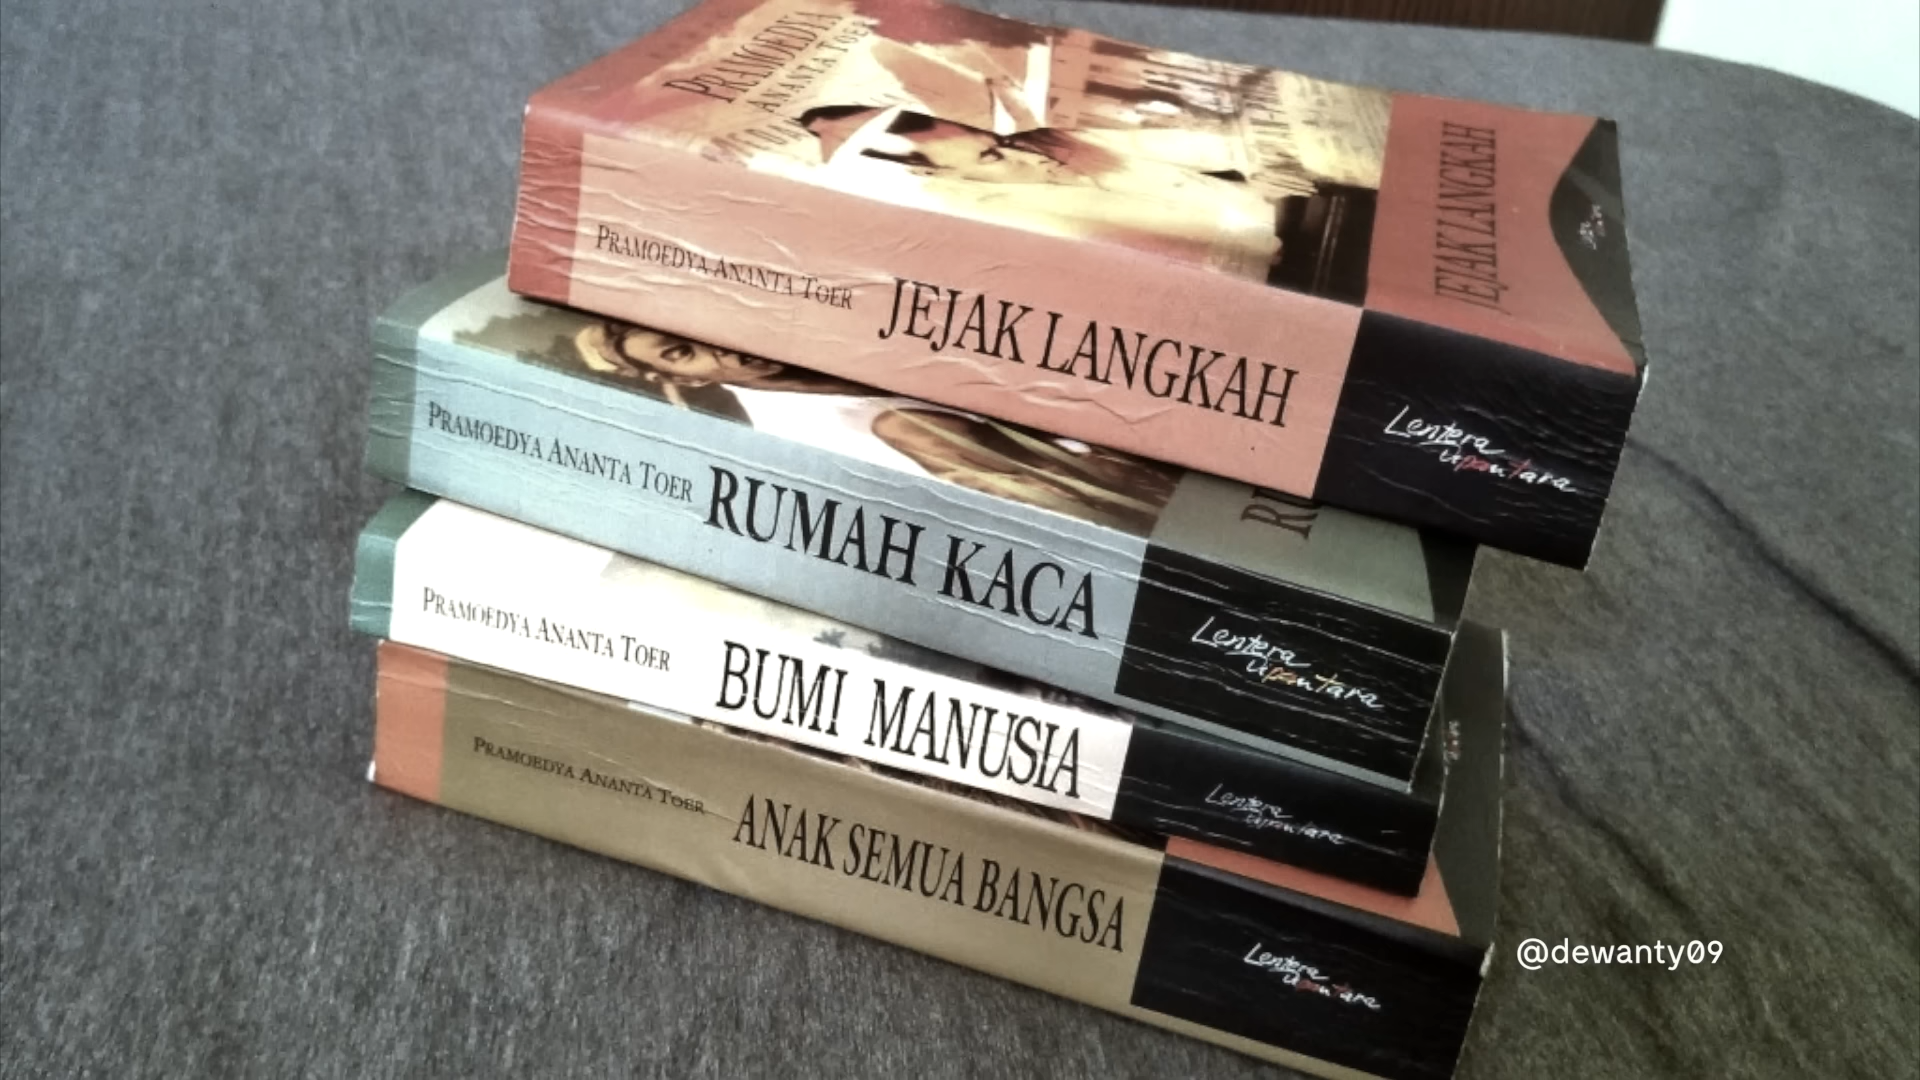 PRAMOEDYA
ANANTA TOER
JEJAK LANGKAH
PRAMOEDYA ANANTA TOER JEJAK LANGKAH
Lentera
Dipantara
PRAMOEDYA ANANTA TOER RUMAH KACA
Lentera
Dipantara
PRAMOEDYA ANANTA TOER BUMI MANUSIA
Lentera
Dipantara
PRAMOEDYA ANANTA TOER ANAK SEMUA BANGSA
Lentera
Dipantara
@dewanty09